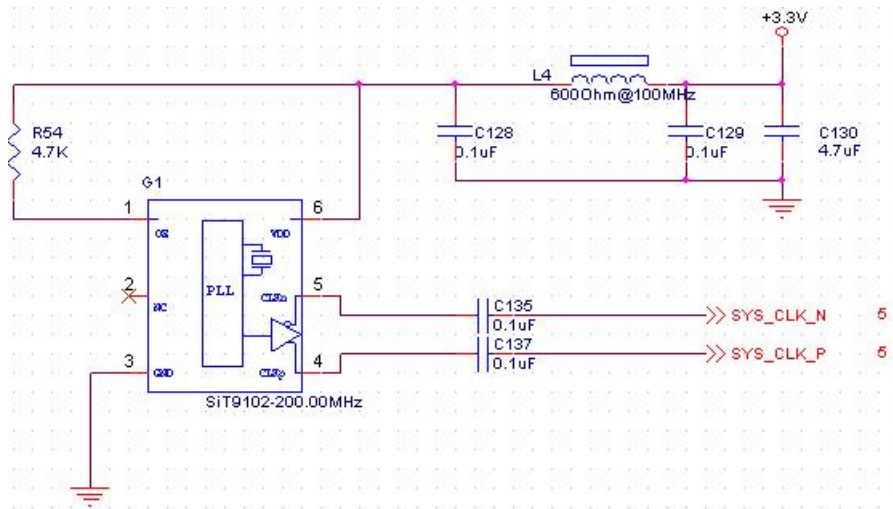 +3.3V
L4
600Ohm@100MHz
R54
4.7K
C128
0.1uF
C129
0.1uF
C130
4.7uF
G1
1
6
OE
VDD
2
PLL
5
NC
CLKn
C135
0.1uF
SYS_CLK_N
5
3
4
GND
CLKp
C137
0.1uF
SYS_CLK_P
5
SiT9102-200.00MHz